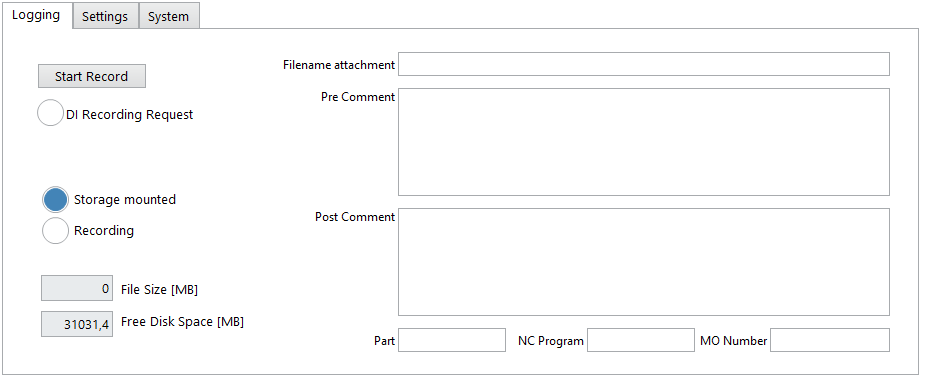 Logging Settings System
Start Record
DI Recording Request
Storage mounted
Recording
0 File Size [MB]
31031,4 Free Disk Space [MB]
Filename attachment
Pre Comment
Post Comment
Part NC Program MO Number